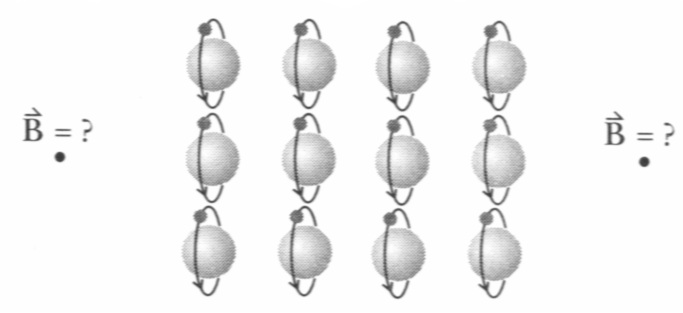 B⃗ = ?
B⃗ = ?